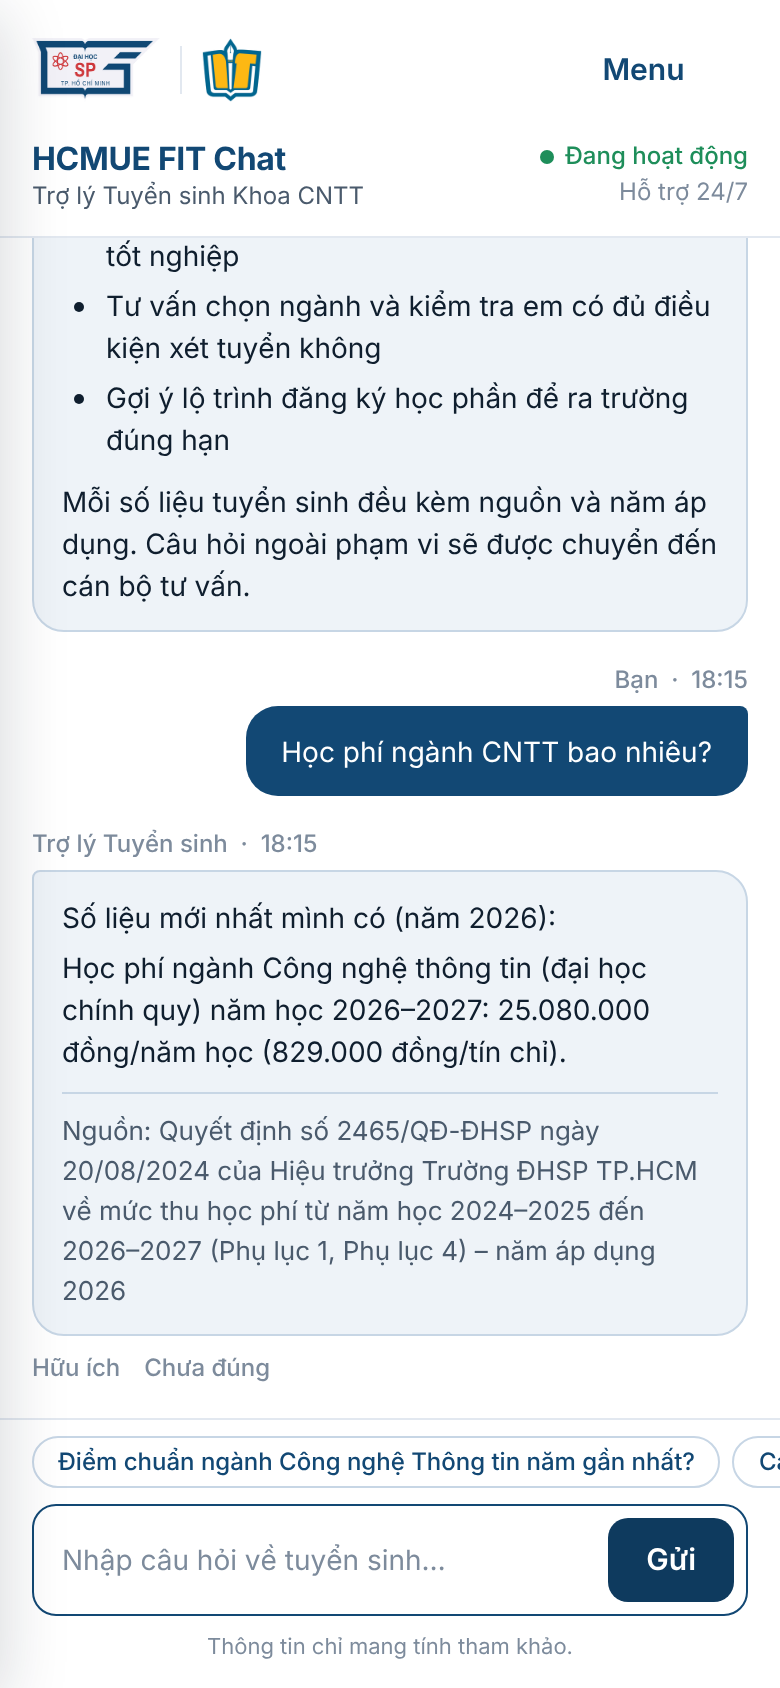 ĐẠI HỌC
SP
TP. HỒ CHÍ MINH
Menu
HCMUE FIT Chat
Đang hoạt động
Trợ lý Tuyển sinh Khoa CNTT
Hỗ trợ 24/7
tốt nghiệp
• Tư vấn chọn ngành và kiểm tra em có đủ điều
kiện xét tuyển không
• Gợi ý lộ trình đăng ký học phần để ra trường
đúng hạn
Mỗi số liệu tuyển sinh đều kèm nguồn và năm áp
dụng. Câu hỏi ngoài phạm vi sẽ được chuyển đến
cán bộ tư vấn.
Bạn · 18:15
Học phí ngành CNTT bao nhiêu?
Trợ lý Tuyển sinh · 18:15
Số liệu mới nhất mình có (năm 2026):
Học phí ngành Công nghệ thông tin (đại học
chính quy) năm học 2026–2027: 25.080.000
đồng/năm học (829.000 đồng/tín chỉ).
Nguồn: Quyết định số 2465/QĐ-ĐHSP ngày
20/08/2024 của Hiệu trưởng Trường ĐHSP TP.HCM
về mức thu học phí từ năm học 2024–2025 đến
2026–2027 (Phụ lục 1, Phụ lục 4) – năm áp dụng
2026
Hữu ích Chưa đúng
Điểm chuẩn ngành Công nghệ Thông tin năm gần nhất?
Nhập câu hỏi về tuyển sinh...
Gửi
Thông tin chỉ mang tính tham khảo.